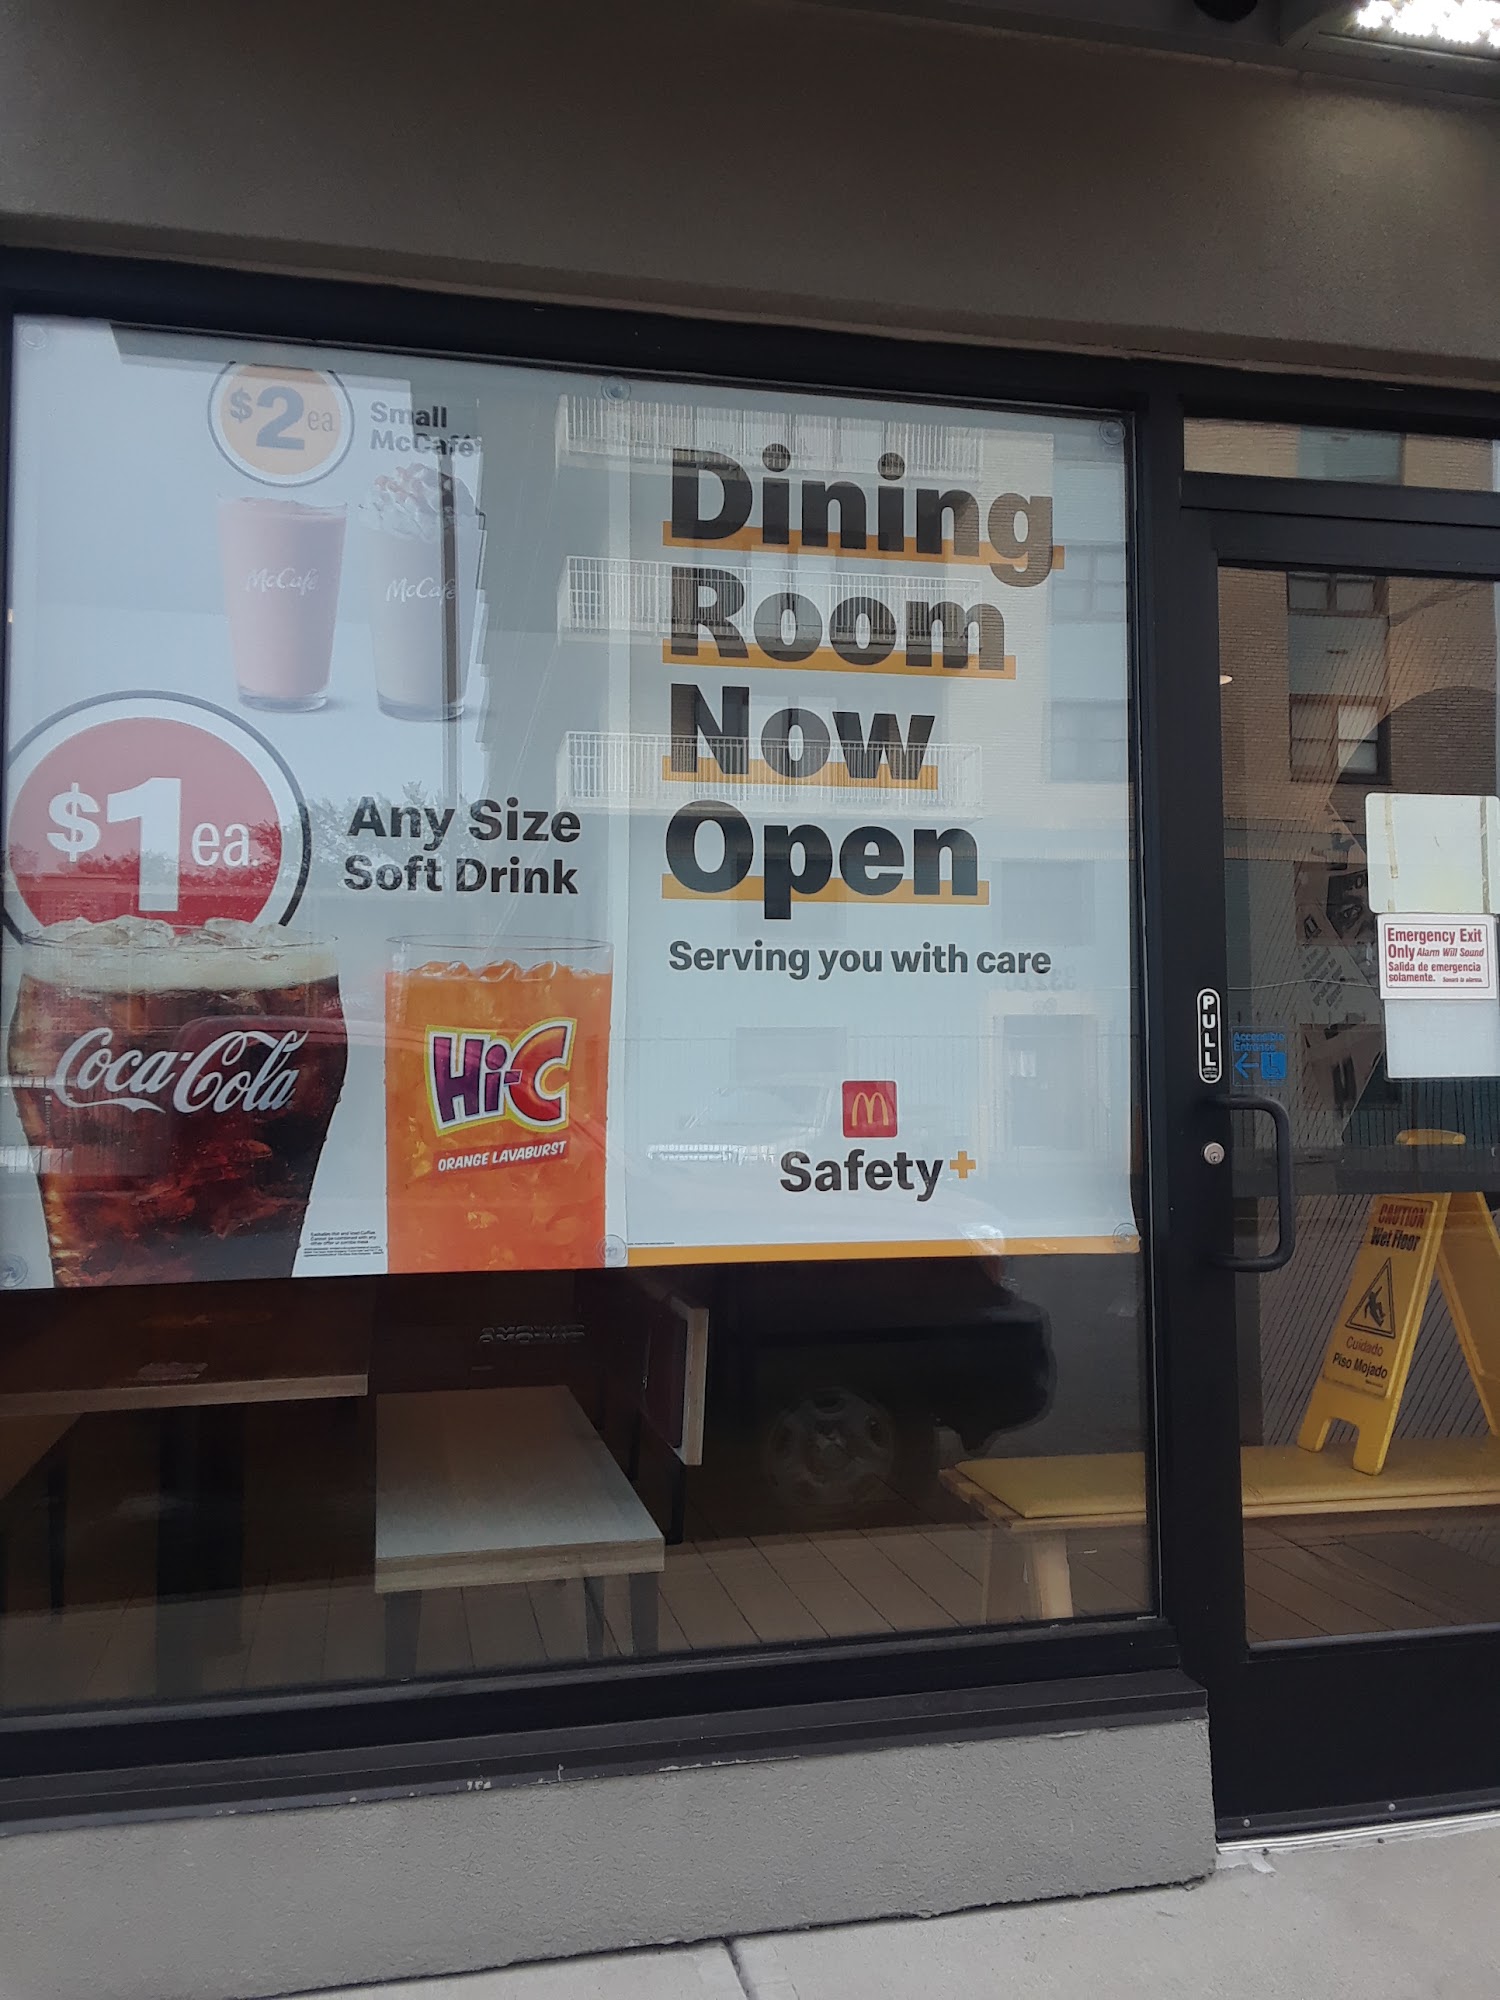 $2 ea
Small
McCafé
McCafé
McCafé
$1 ea.
Any Size
Soft Drink
Coca-Cola
Hi-C
ORANGE LAVABURST
Dining
Room
Now
Open
Serving you with care
Safety+
PULL
Accessible
Entrance
Emergency Exit
Only Alarm Will Sound
Salida de emergencia
solamente.
CAUTION
Wet Floor
Cuidado
Piso Mojado